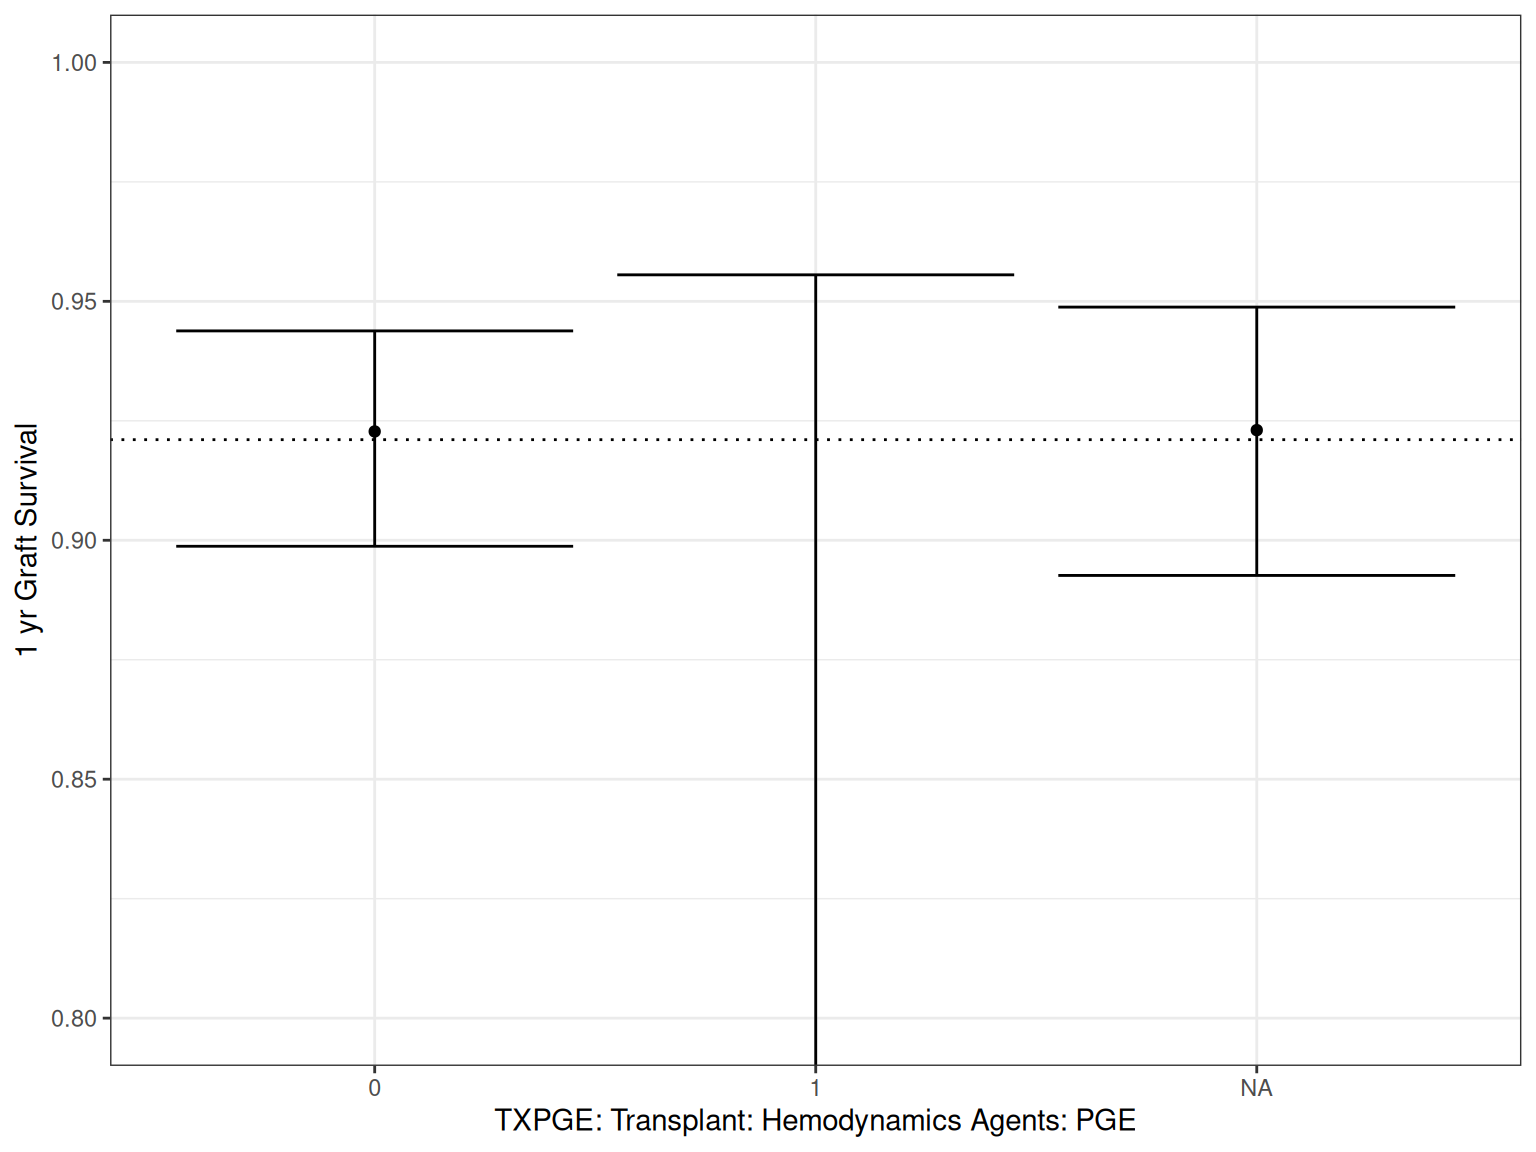 1.00
0.95
0.90
0.85
0.80
1 yr Graft Survival
0 1 NA
TXPGE: Transplant: Hemodynamics Agents: PGE